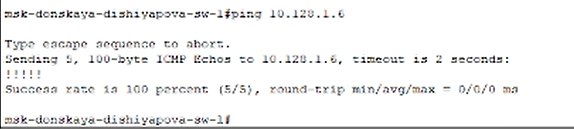 msk-donskaya-dishiyapova-sw-1#ping 10.128.1.6
Type escape sequence to abort.
Sending 5, 100-byte ICMP Echos to 10.128.1.6, timeout is 2 seconds:
!!!!!
Success rate is 100 percent (5/5), round-trip min/avg/max = 0/0/0 ms
msk-donskaya-dishiyapova-sw-1#